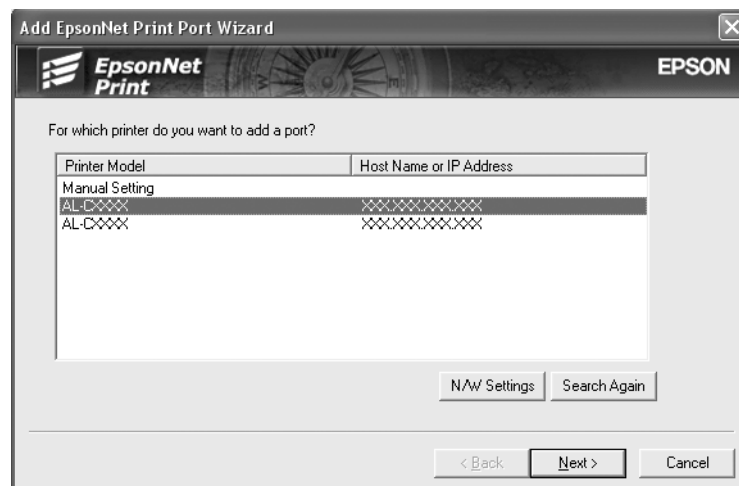 Add EpsonNet Print Port Wizard
EpsonNet
Print
EPSON
For which printer do you want to add a port?
Printer Model Host Name or IP Address
Manual Setting
AL-CXXXX XXX.XXX.XXX.XXX
AL-CXXXX XXX.XXX.XXX.XXX
N/W Settings Search Again
< Back Next > Cancel